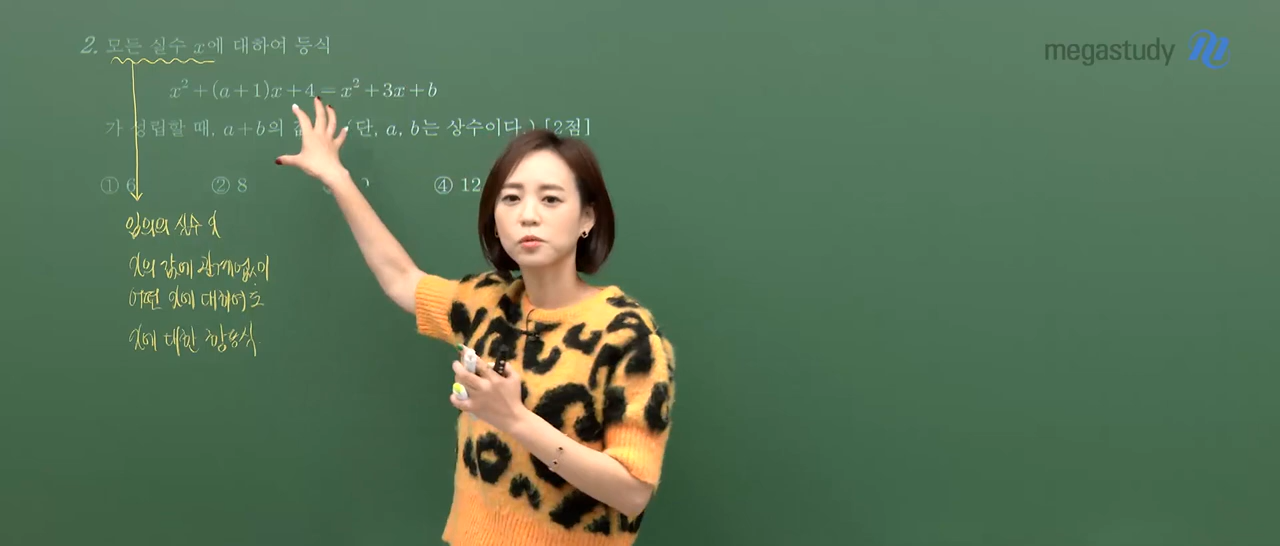 megastudy
2. 모든 실수 x에 대하여 등식
x²+(a+1)x+4=x²+3x+b
가 성립할 때, a+b의 (단, a, b는 상수이다.) [2점]
① 6 ② 8 ④ 12
임의의 실수 x
x의 값에 관계없이
어떤 x에 대하여도
x에 대한 항등식